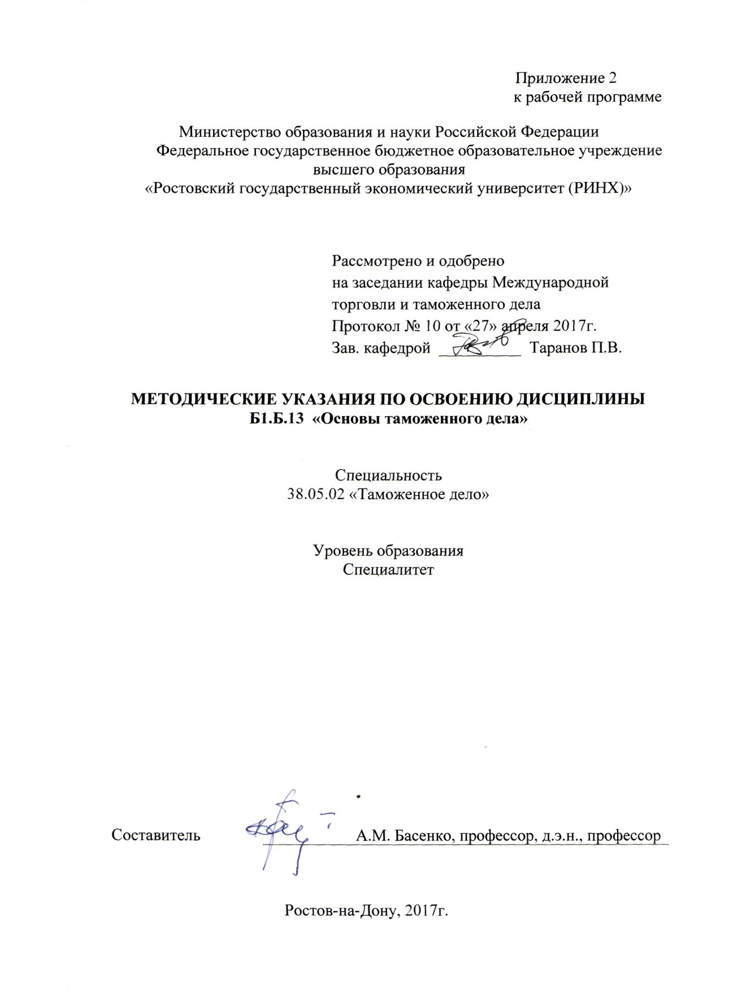 Приложение 2
к рабочей программе
Министерство образования и науки Российской Федерации
Федеральное государственное бюджетное образовательное учреждение
высшего образования
«Ростовский государственный экономический университет (РИНХ)»
Рассмотрено и одобрено
на заседании кафедры Международной
торговли и таможенного дела
Протокол № 10 от «27» апреля 2017г.
Зав. кафедрой __________ Таранов П.В.
МЕТОДИЧЕСКИЕ УКАЗАНИЯ ПО ОСВОЕНИЮ ДИСЦИПЛИНЫ
Б1.Б.13 «Основы таможенного дела»
Специальность
38.05.02 «Таможенное дело»
Уровень образования
Специалитет
Составитель А.М. Басенко, профессор, д.э.н., профессор
Ростов-на-Дону, 2017г.